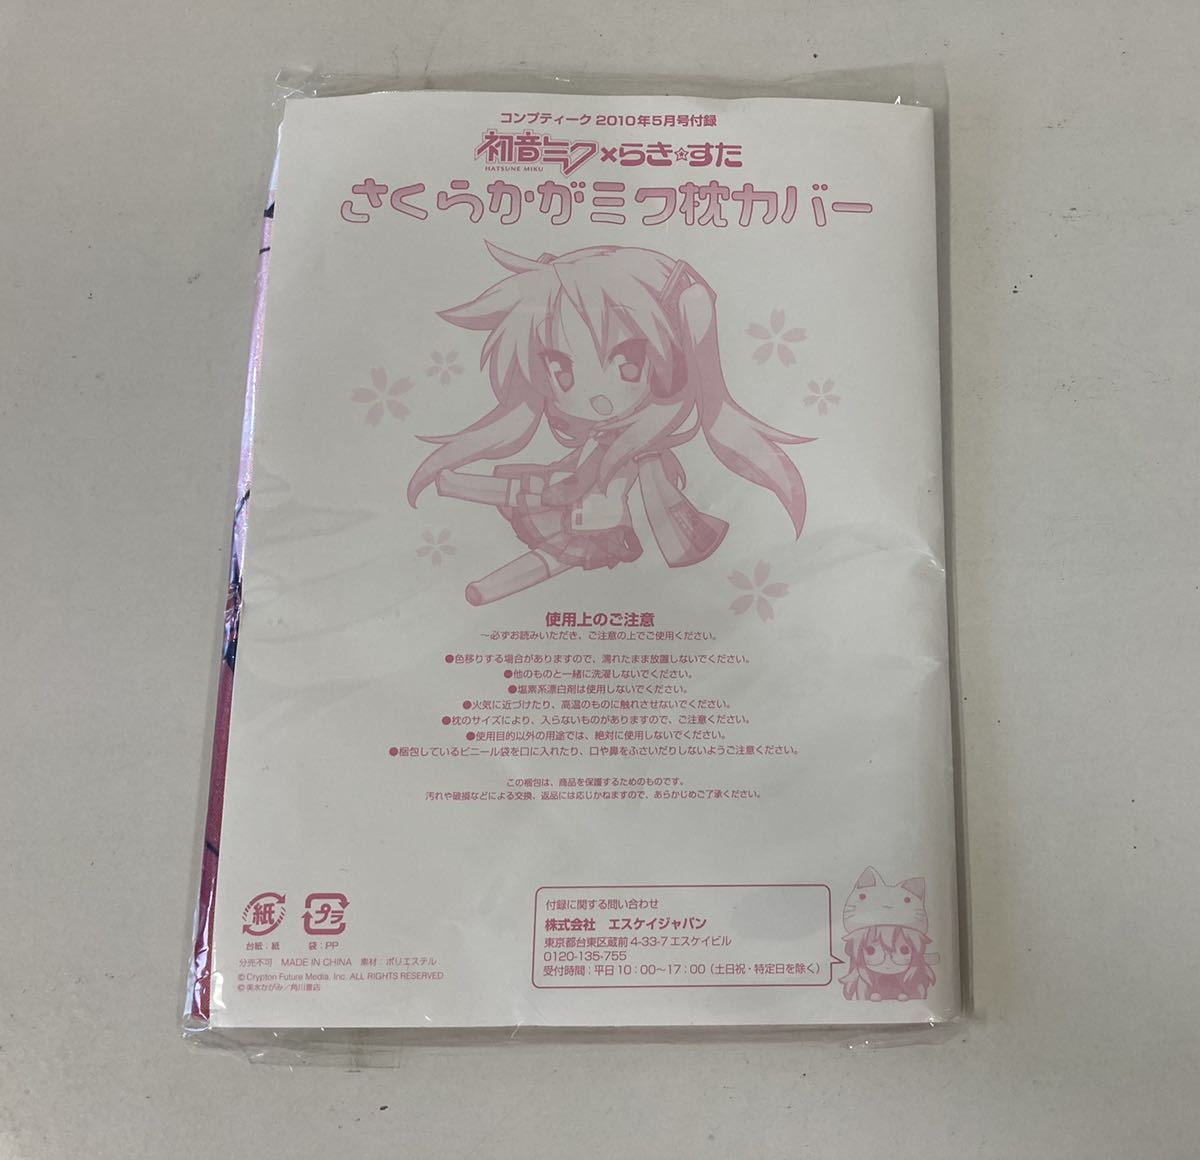 コンプティーク 2010年5月号付録
初音ミク×らき☆すた
HATSUNE MIKU
さくらかがミク枕カバー
使用上のご注意
～必ずお読みいただき、ご注意の上でご使用ください。
●色移りする場合がありますので、濡れたまま放置しないでください。
●他のものと一緒に洗濯しないでください。
●塩素系漂白剤は使用しないでください。
●火気に近づけたり、高温のものに触れさせないでください。
●枕のサイズにより、入らないものがありますので、ご注意ください。
●使用目的以外の用途では、絶対に使用しないでください。
●梱包しているビニール袋を口に入れたり、口や鼻をふさいだりしないようご注意ください。
この梱包は、商品を保護するためのものです。
汚れや破損などによる交換、返品には応じかねますので、あらかじめご了承ください。
紙 プラ
台紙：紙 袋：PP
分売不可 MADE IN CHINA 素材：ポリエステル
© Crypton Future Media, Inc. ALL RIGHTS RESERVED
© 美水かがみ／角川書店
付録に関する問い合わせ
株式会社 エスケイジャパン
東京都台東区蔵前4-33-7 エスケイビル
0120-135-755
受付時間：平日10：00～17：00（土日祝・特定日を除く）